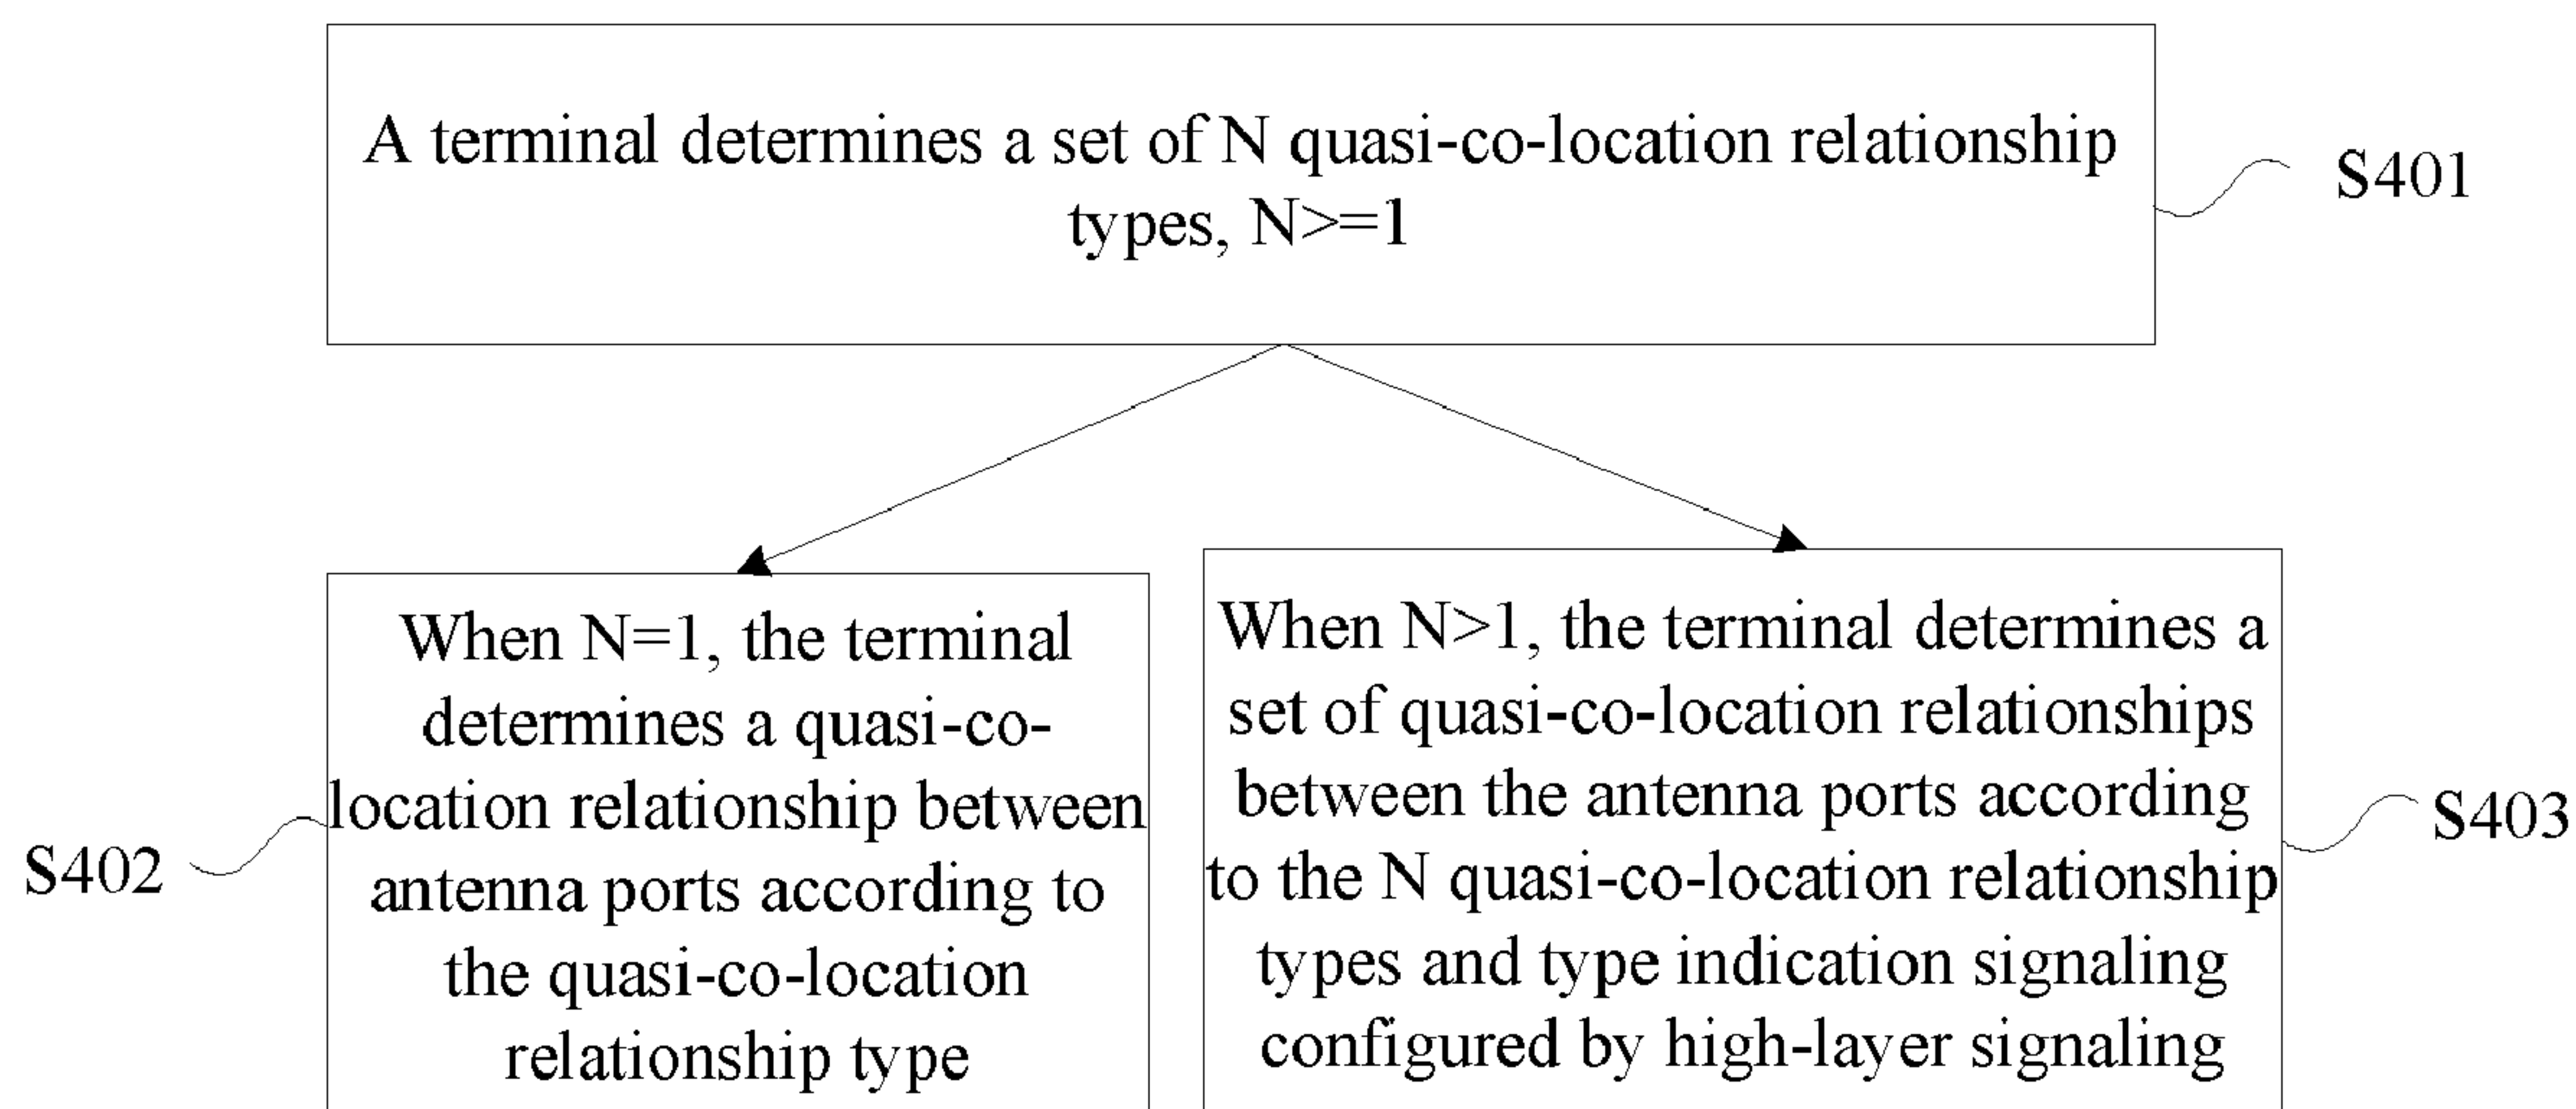 A terminal determines a set of N quasi-co-location relationship
types, N>=1
S401
When N=1, the terminal
determines a quasi-co-
location relationship between
antenna ports according to
the quasi-co-location
relationship type
S402
When N>1, the terminal determines a
set of quasi-co-location relationships
between the antenna ports according
to the N quasi-co-location relationship
types and type indication signaling
configured by high-layer signaling
S403